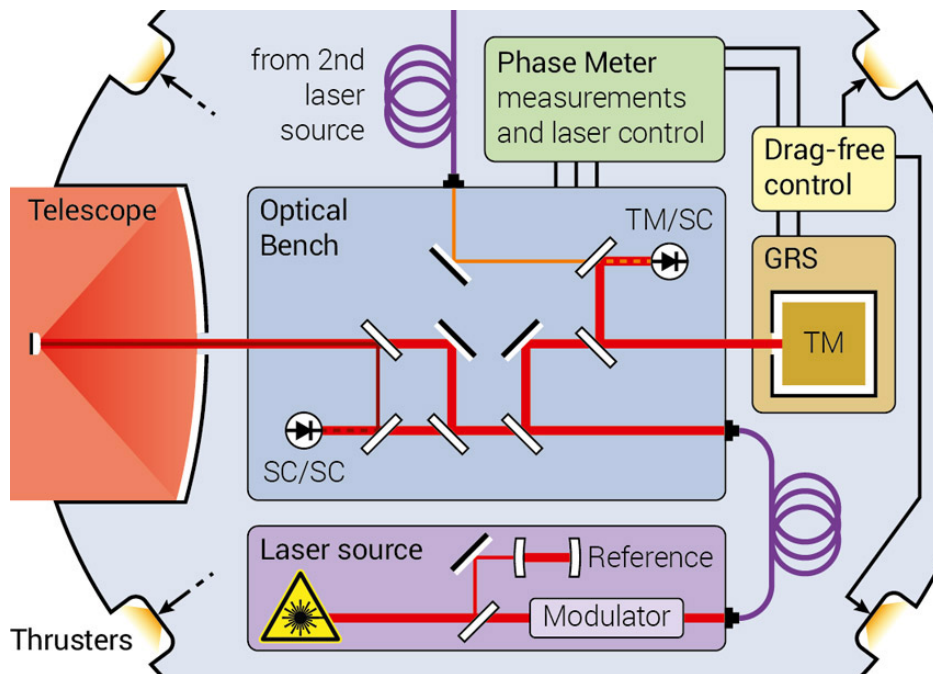 from 2nd
laser
source
Phase Meter
measurements
and laser control
Drag-free
control
Telescope
Optical
Bench
TM/SC
GRS
TM
SC/SC
Laser source
Reference
Modulator
Thrusters